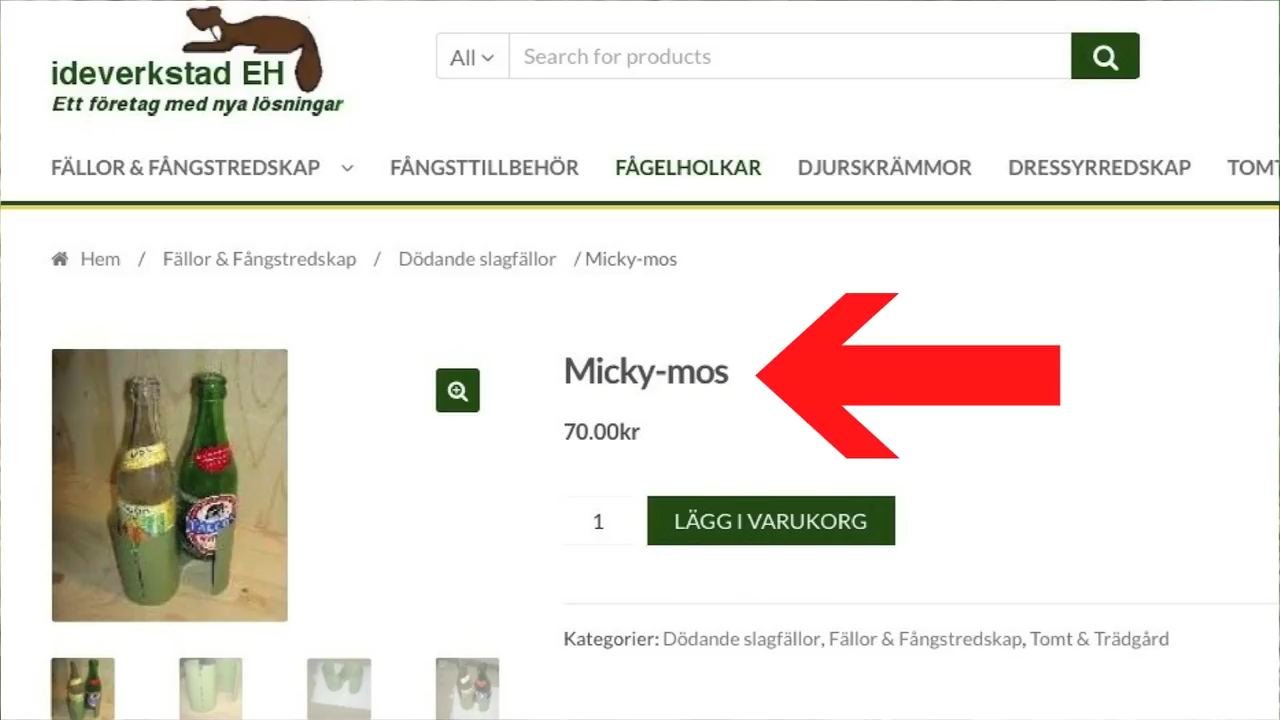 ideverkstad EH
Ett företag med nya lösningar
All
Search for products
FÄLLOR & FÅNGSTREDSKAP
FÅNGSTTILLBEHÖR
FÅGELHOLKAR
DJURSKRÄMMOR
DRESSYRREDSKAP
TOMT
Hem / Fällor & Fångstredskap / Dödande slagfällor / Micky-mos
Micky-mos
70.00kr
1
LÄGG I VARUKORG
Kategorier: Dödande slagfällor, Fällor & Fångstredskap, Tomt & Trädgård